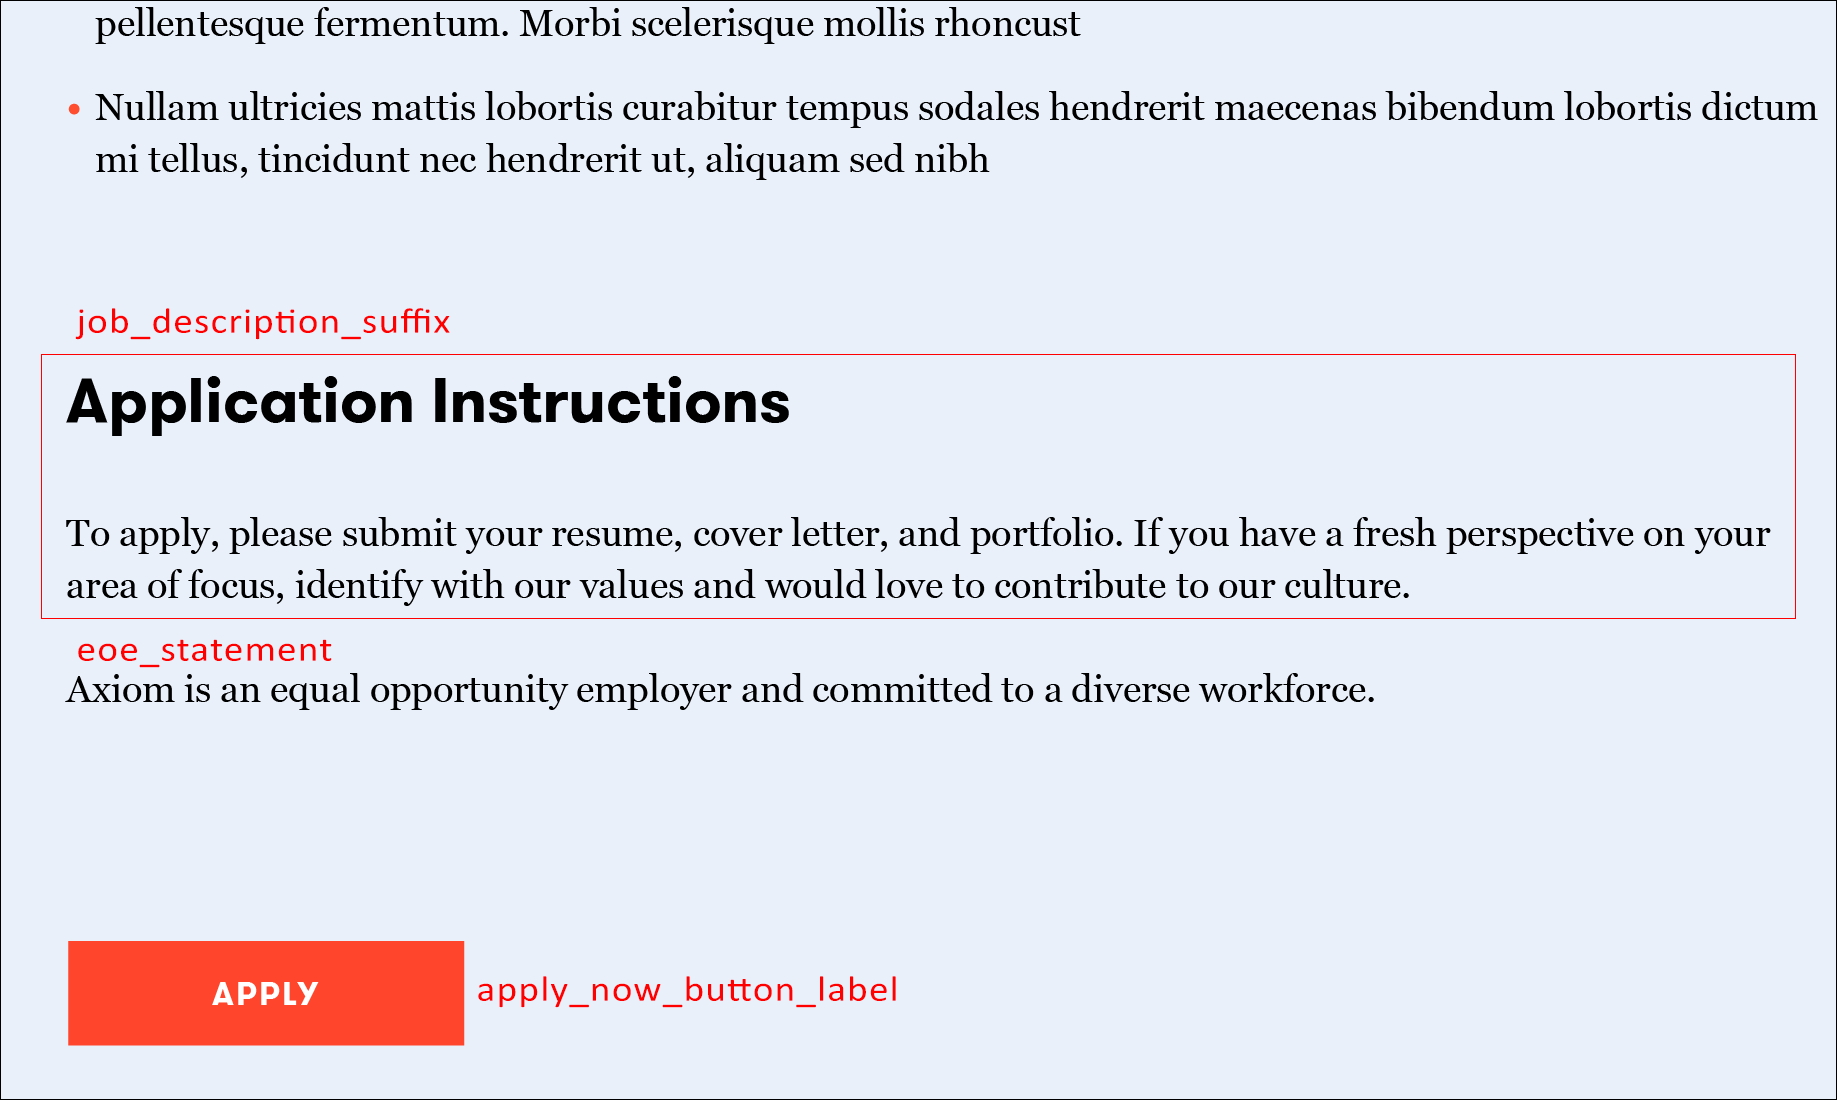 pellentesque fermentum. Morbi scelerisque mollis rhoncust
• Nullam ultricies mattis lobortis curabitur tempus sodales hendrerit maecenas bibendum lobortis dictum
mi tellus, tincidunt nec hendrerit ut, aliquam sed nibh
job_description_suffix
Application Instructions
To apply, please submit your resume, cover letter, and portfolio. If you have a fresh perspective on your
area of focus, identify with our values and would love to contribute to our culture.
eoe_statement
Axiom is an equal opportunity employer and committed to a diverse workforce.
APPLY apply_now_button_label